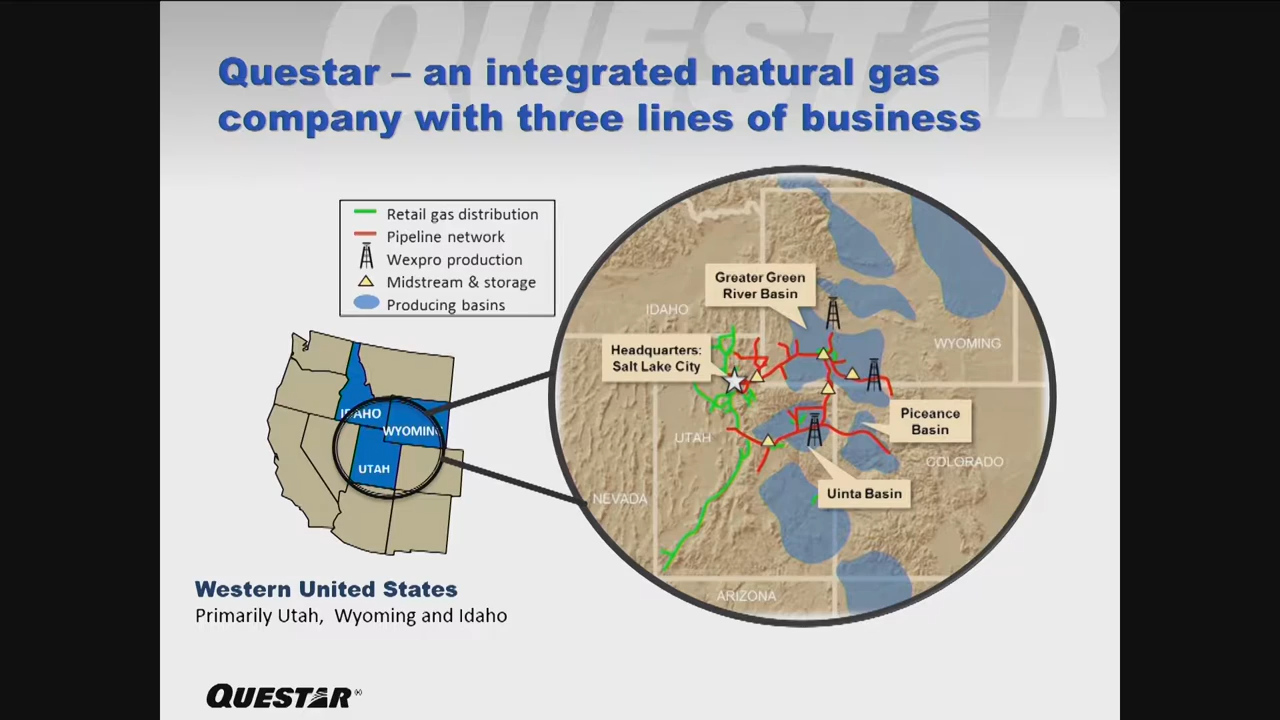 QUESTAR
Questar – an integrated natural gas
company with three lines of business
Retail gas distribution
Pipeline network
Wexpro production
Midstream & storage
Producing basins
Greater Green
River Basin
IDAHO
WYOMING
Headquarters:
Salt Lake City
Piceance
Basin
UTAH
COLORADO
Uinta Basin
NEVADA
ARIZONA
IDAHO
WYOMING
UTAH
Western United States
Primarily Utah, Wyoming and Idaho
QUESTAR